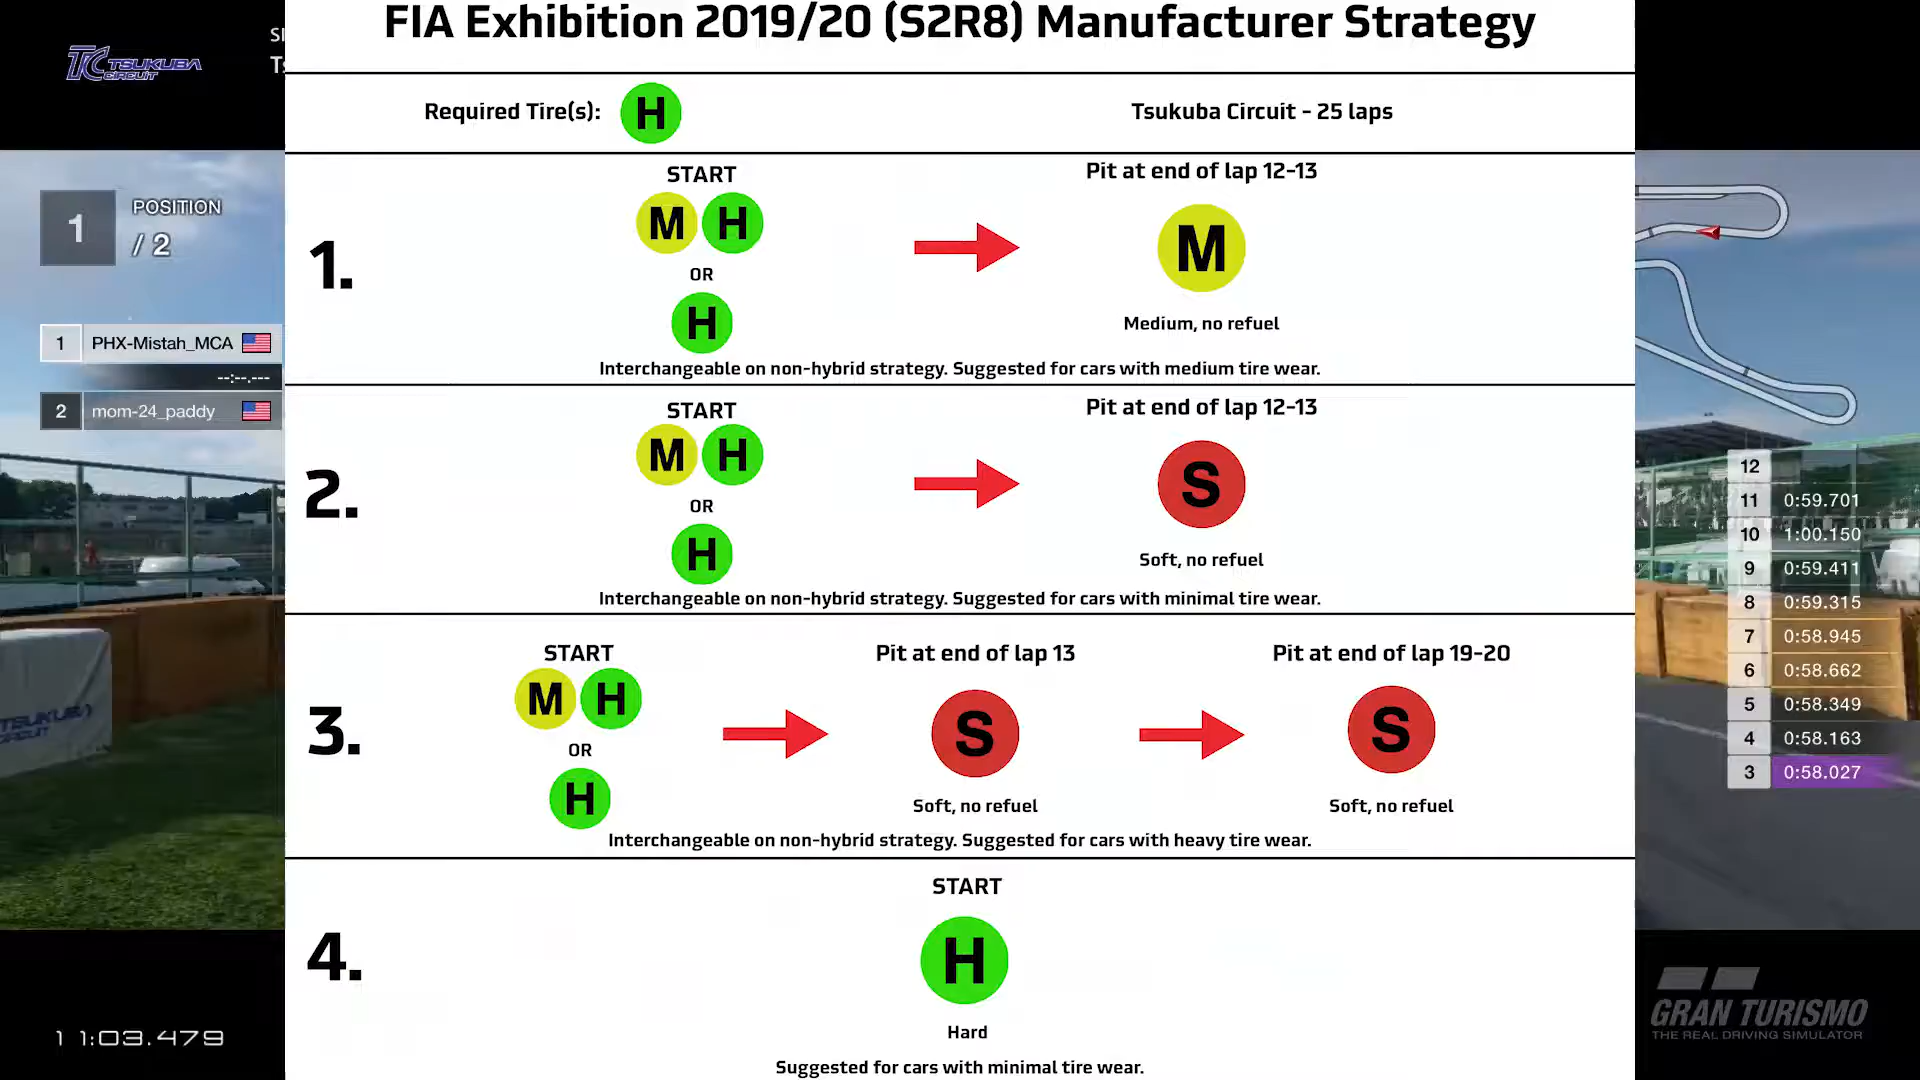 FIA Exhibition 2019/20 (S2R8) Manufacturer Strategy
TC TSUKUBA
CIRCUIT
Required Tire(s): H
Tsukuba Circuit - 25 laps
1 POSITION
/ 2
1 PHX-Mistah_MCA
--:--.---
2 mom-24_paddy
1.
START
M H
OR
H
Pit at end of lap 12-13
M
Medium, no refuel
Interchangeable on non-hybrid strategy. Suggested for cars with medium tire wear.
2.
START
M H
OR
H
Pit at end of lap 12-13
S
Soft, no refuel
Interchangeable on non-hybrid strategy. Suggested for cars with minimal tire wear.
3.
START
M H
OR
H
Pit at end of lap 13
S
Soft, no refuel
Pit at end of lap 19-20
S
Soft, no refuel
Interchangeable on non-hybrid strategy. Suggested for cars with heavy tire wear.
4.
START
H
Hard
Suggested for cars with minimal tire wear.
12
11 0:59.701
10 1:00.150
9 0:59.411
8 0:59.315
7 0:58.945
6 0:58.662
5 0:58.349
4 0:58.163
3 0:58.027
11:03.479
GRAN TURISMO
THE REAL DRIVING SIMULATOR